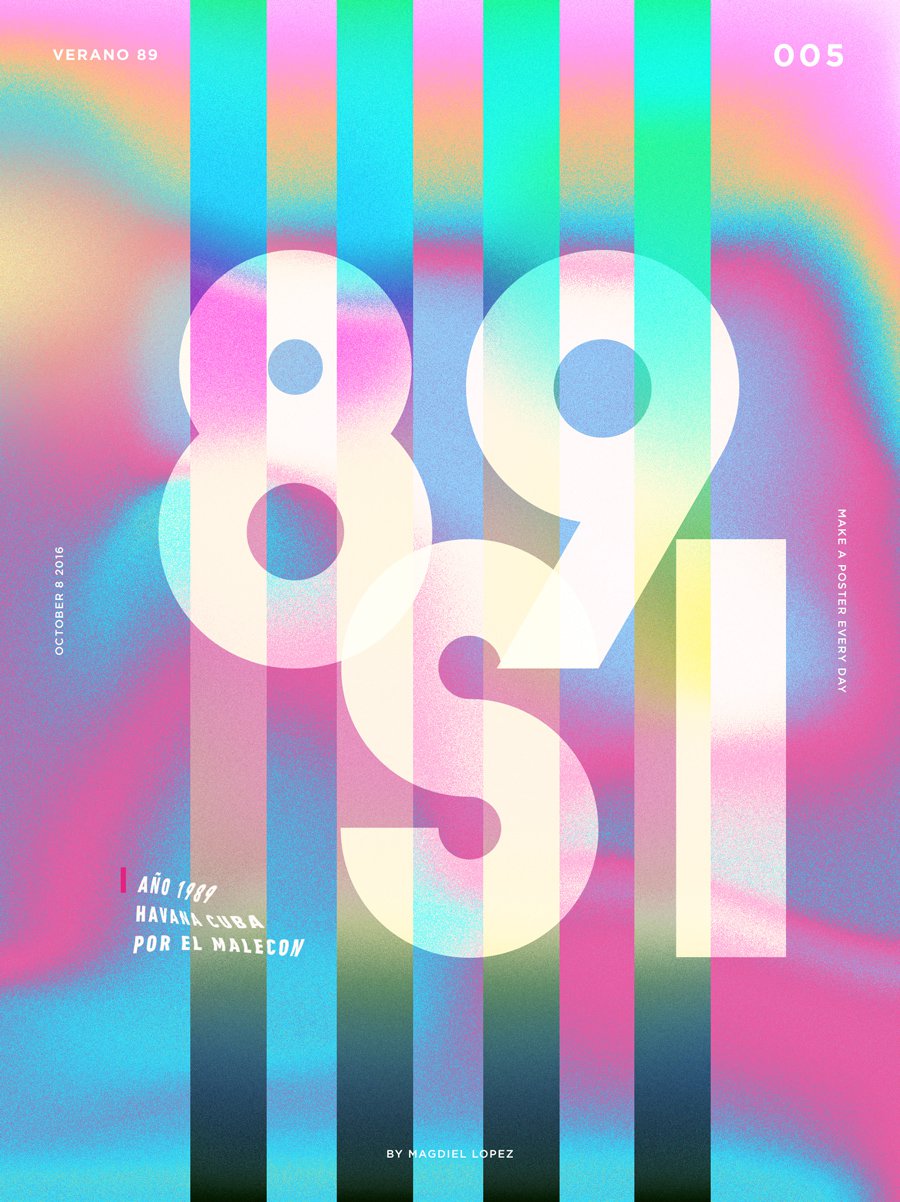 VERANO 89
005
89
SI
OCTOBER 8 2016
MAKE A POSTER EVERY DAY
AÑO 1989
HAVANA CUBA
POR EL MALECON
BY MAGDIEL LOPEZ